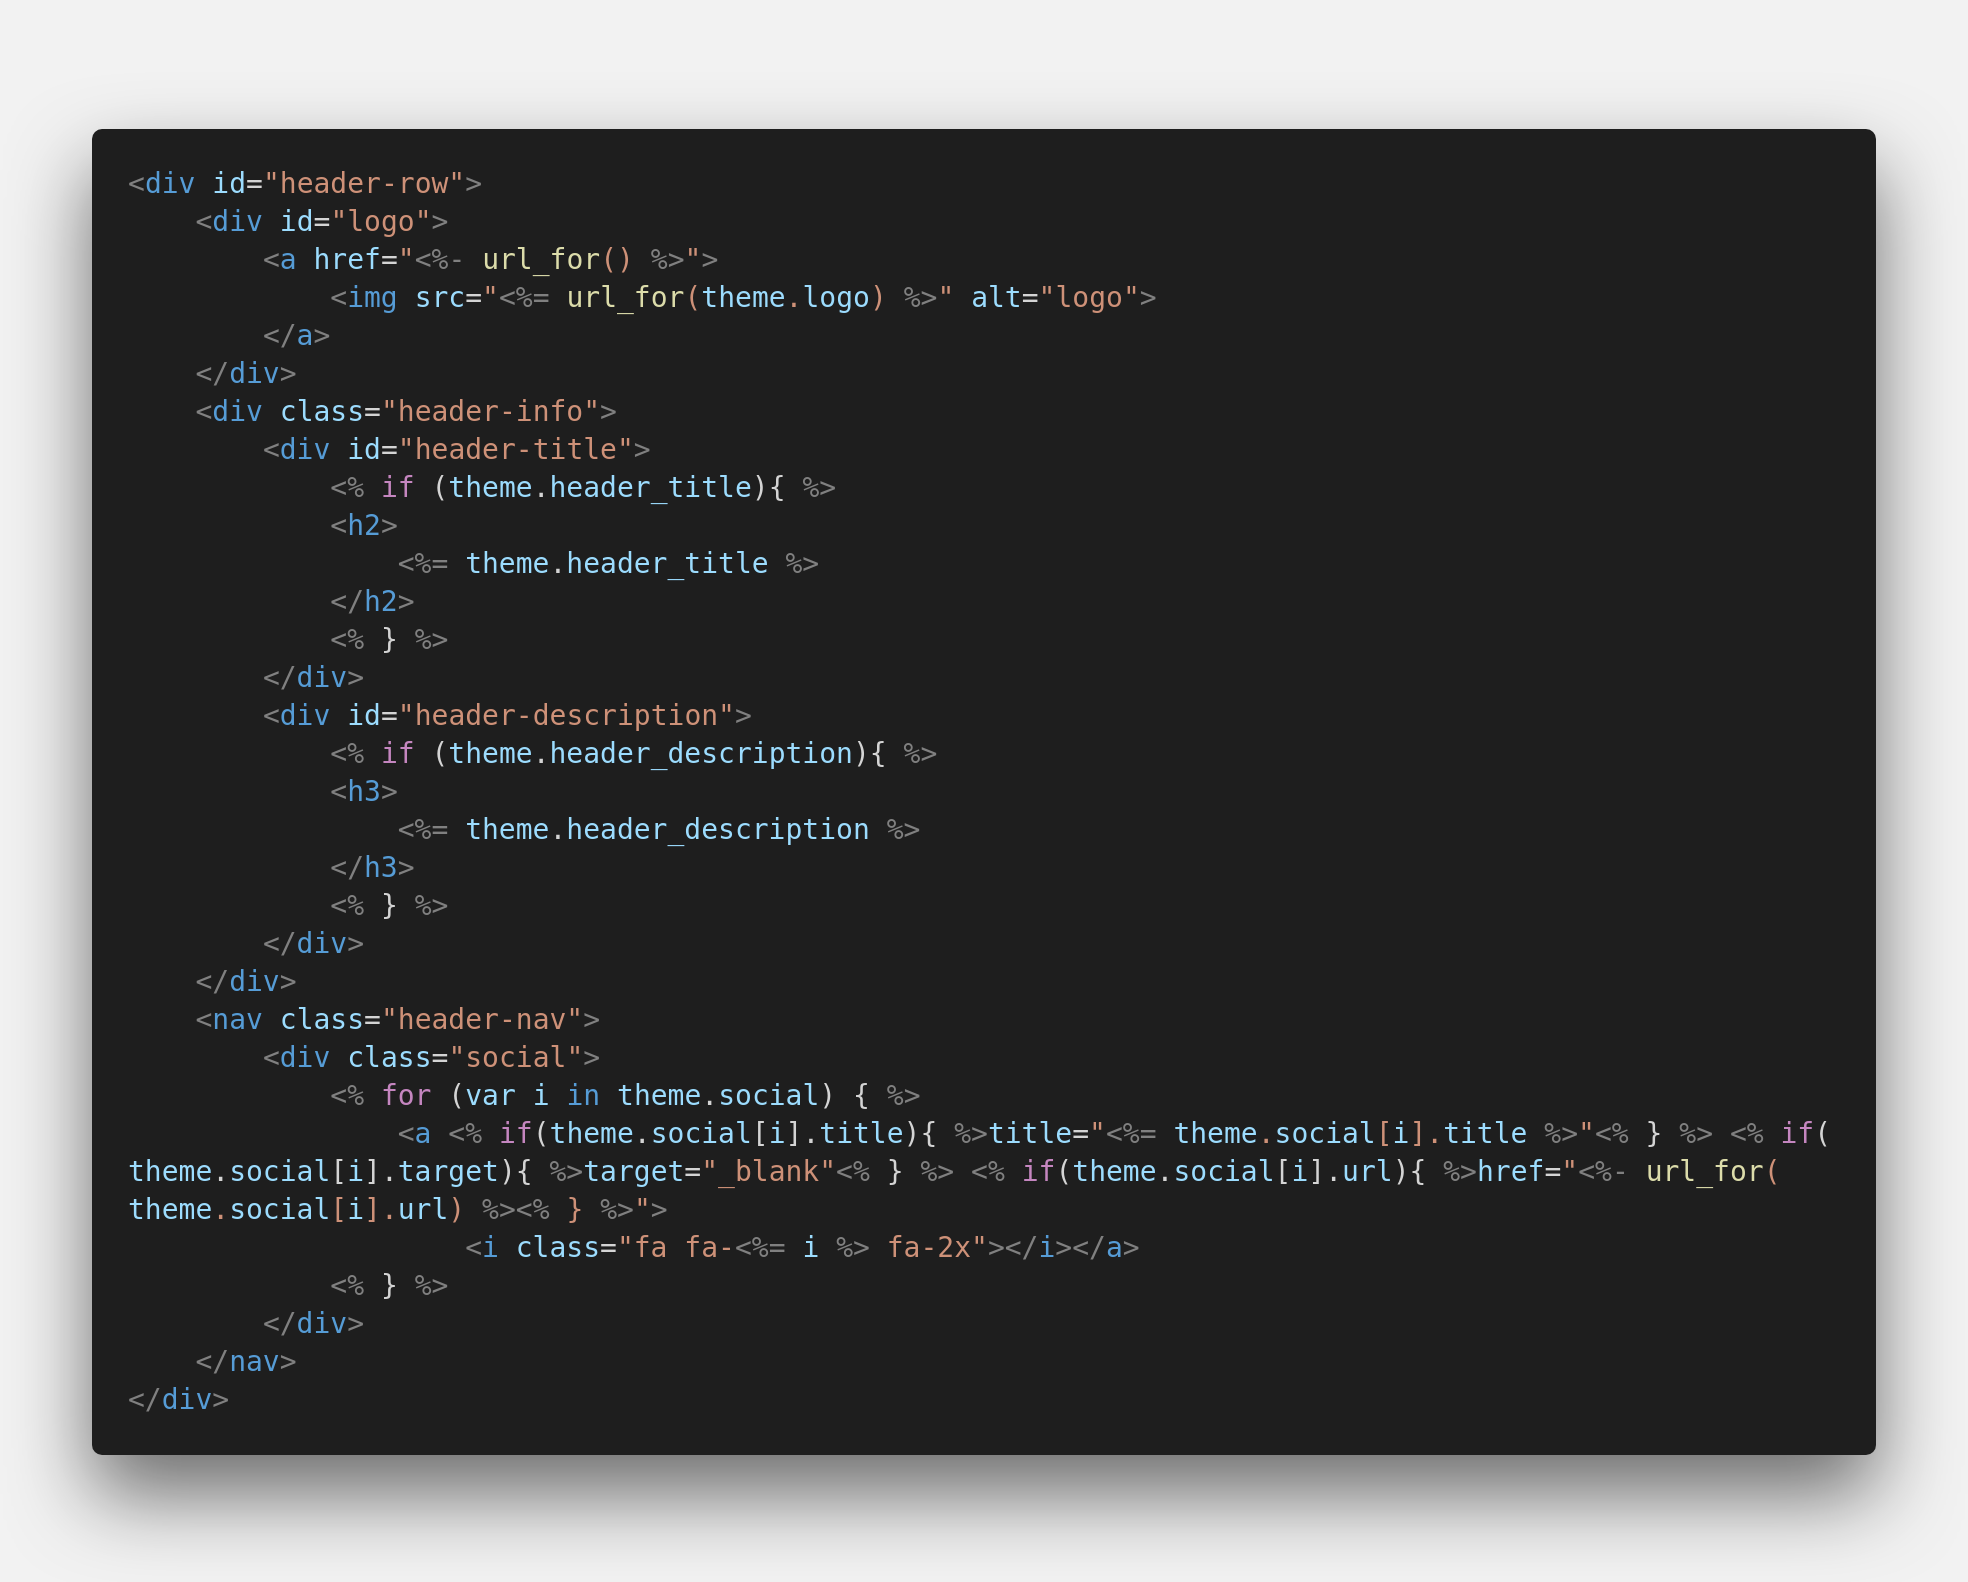 <div id="header-row">
    <div id="logo">
        <a href="<%- url_for() %>">
            <img src="<%= url_for(theme.logo) %>" alt="logo">
        </a>
    </div>
    <div class="header-info">
        <div id="header-title">
            <% if (theme.header_title){ %>
            <h2>
                <%= theme.header_title %>
            </h2>
            <% } %>
        </div>
        <div id="header-description">
            <% if (theme.header_description){ %>
            <h3>
                <%= theme.header_description %>
            </h3>
            <% } %>
        </div>
    </div>
    <nav class="header-nav">
        <div class="social">
            <% for (var i in theme.social) { %>
                <a <% if(theme.social[i].title){ %>title="<%= theme.social[i].title %>"<% } %> <% if(
theme.social[i].target){ %>target="_blank"<% } %> <% if(theme.social[i].url){ %>href="<%- url_for(
theme.social[i].url) %><% } %>">
                    <i class="fa fa-<%= i %> fa-2x"></i></a>
            <% } %>
        </div>
    </nav>
</div>